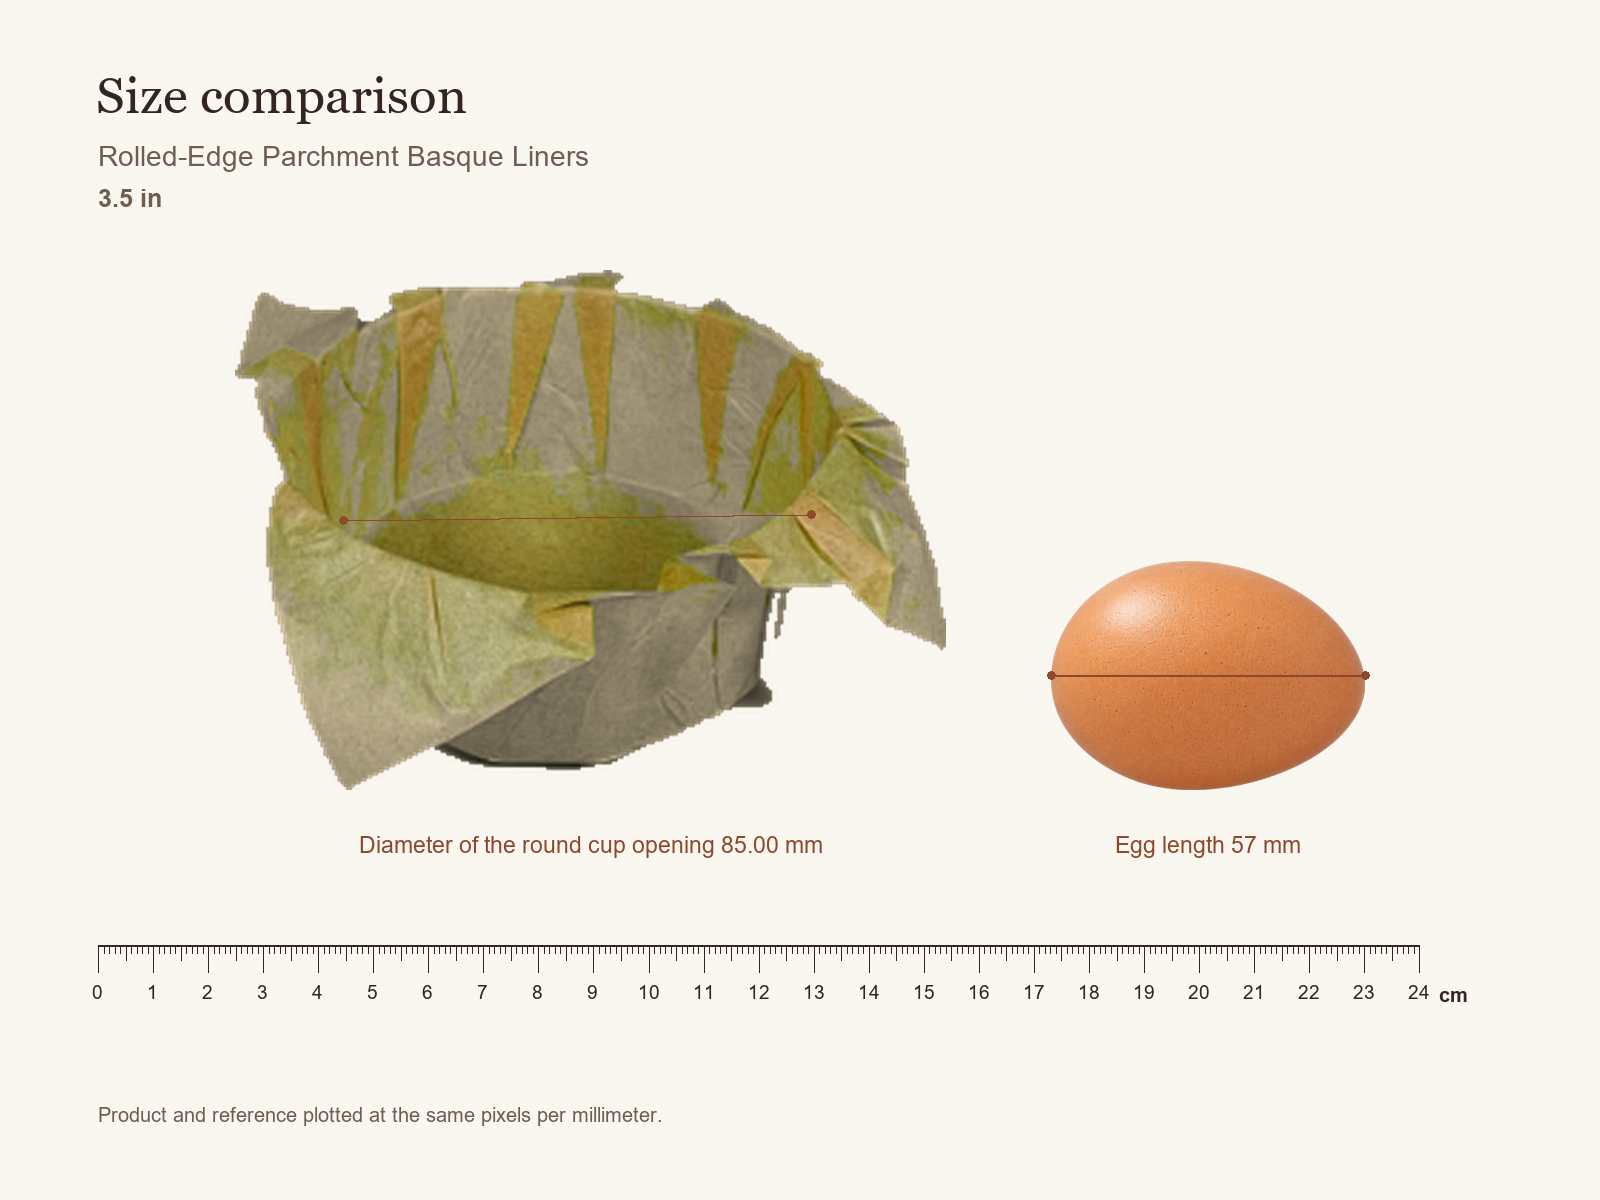 Size comparison
Rolled-Edge Parchment Basque Liners
3.5 in
Diameter of the round cup opening 85.00 mm
Egg length 57 mm
0 1 2 3 4 5 6 7 8 9 10 11 12 13 14 15 16 17 18 19 20 21 22 23 24 cm
Product and reference plotted at the same pixels per millimeter.